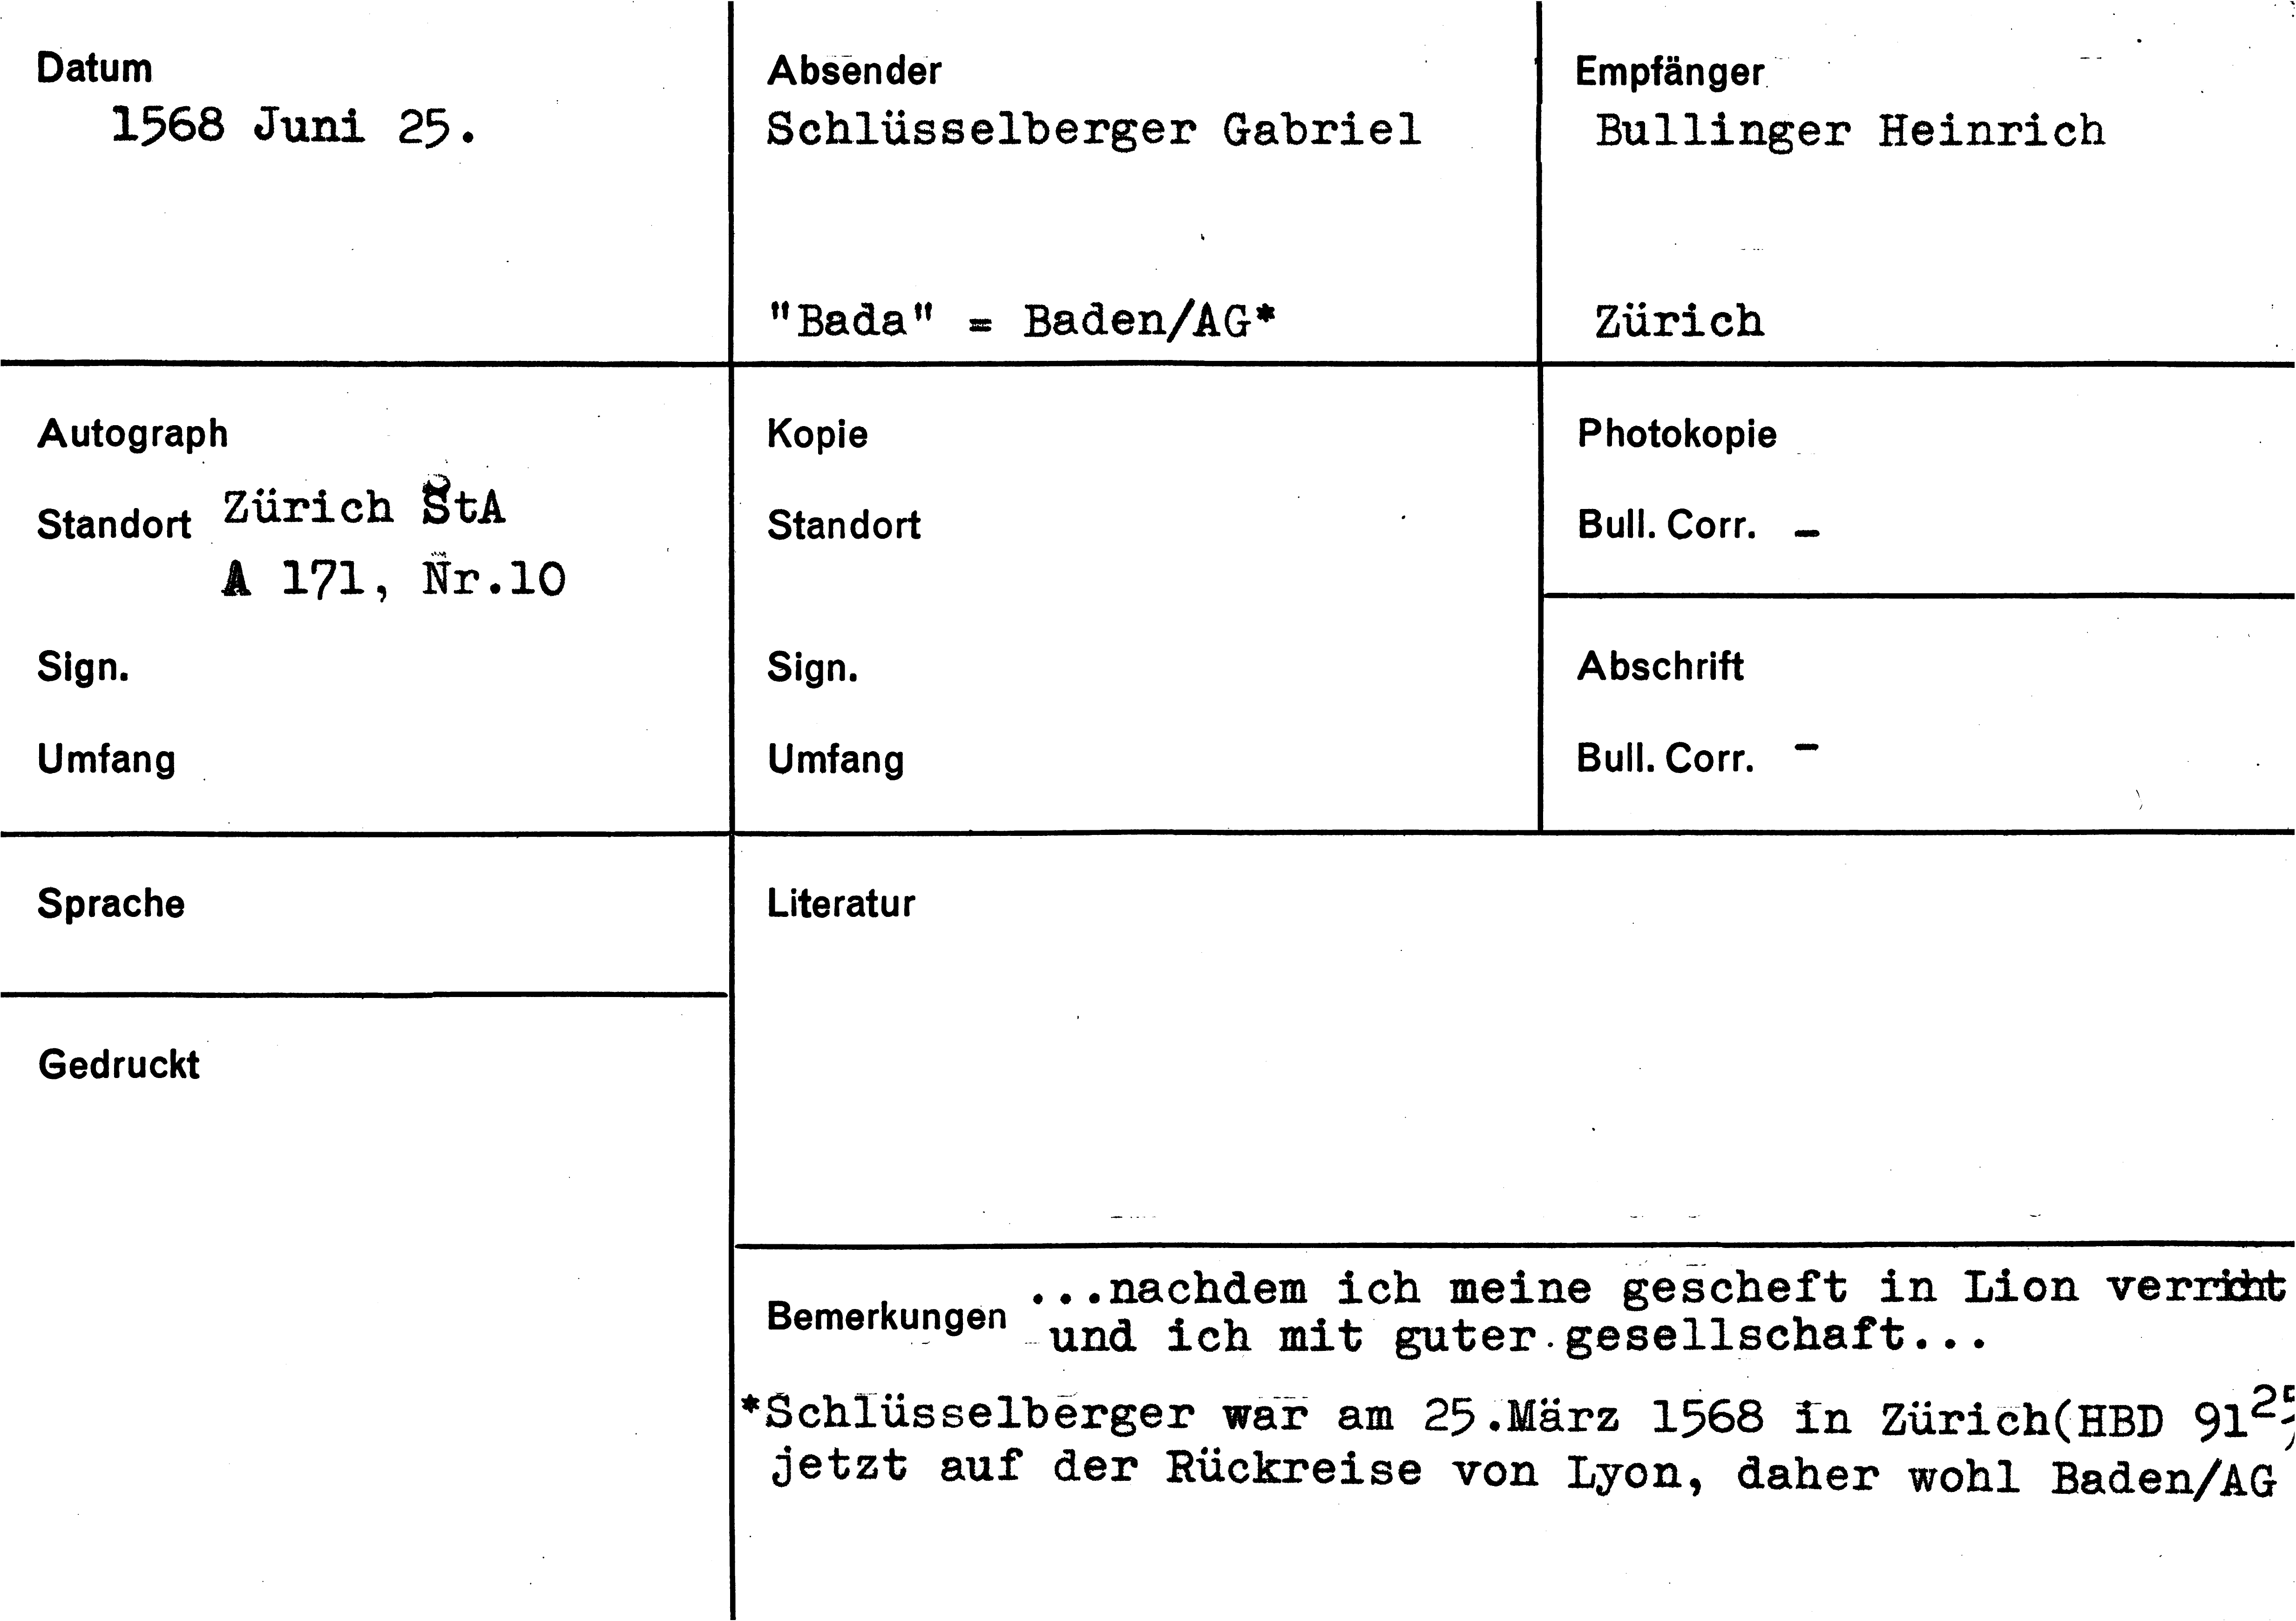 Datum
1568 Juni 25.
Absender
Schlüsselberger Gabriel
"Bada" = Baden/AG*
Empfänger
Bullinger Heinrich
Zürich
Autograph
Standort Zürich StA
A 171, Nr.10
Sign.
Umfang
Kopie
Standort
Sign.
Umfang
Photokopie
Bull. Corr. –
Abschrift
Bull. Corr. –
Sprache
Literatur
Gedruckt
Bemerkungen ...nachdem ich meine gescheft in Lion verricht
und ich mit guter gesellschaft...
*Schlüsselberger war am 25.März 1568 in Zürich(HBD 91
jetzt auf der Rückreise von Lyon, daher wohl Baden/AG